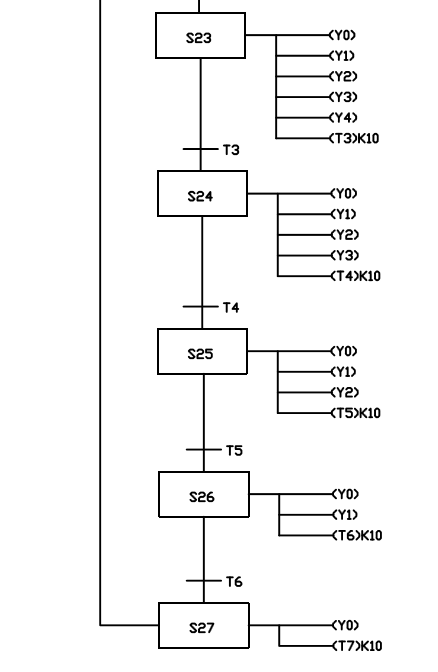 S23 (Y0)
(Y1)
(Y2)
(Y3)
(Y4)
(T3)K10
T3
S24 (Y0)
(Y1)
(Y2)
(Y3)
(T4)K10
T4
S25 (Y0)
(Y1)
(Y2)
(T5)K10
T5
S26 (Y0)
(Y1)
(T6)K10
T6
S27 (Y0)
(T7)K10